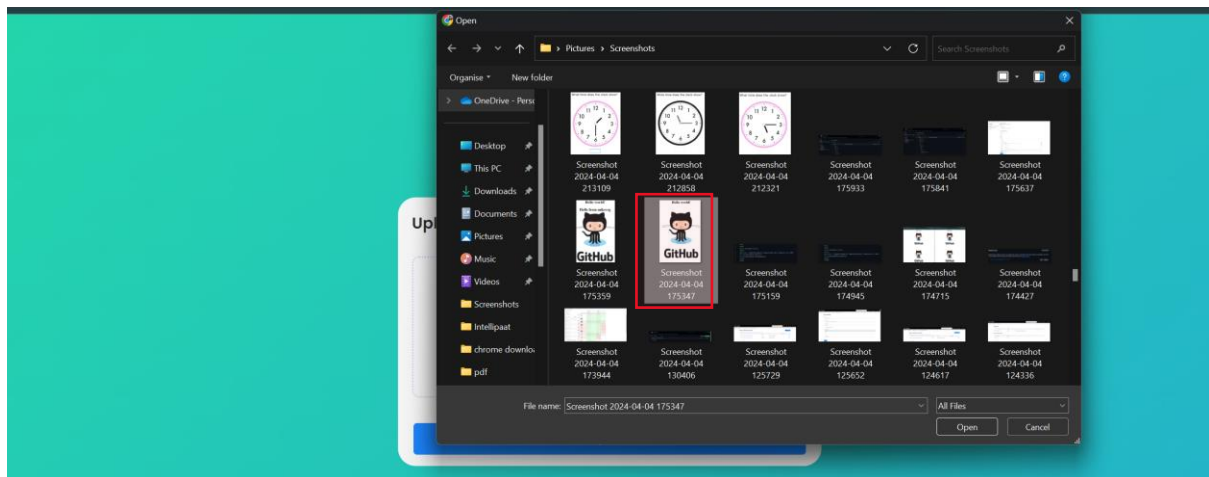 Open
Pictures > Screenshots
Search Screenshots
Organise
New folder
OneDrive - Perso
Desktop
This PC
Downloads
Documents
Pictures
Music
Videos
Screenshots
Intellipaat
chrome downlo
pdf
Screenshot 2024-04-04 213109
Screenshot 2024-04-04 212858
Screenshot 2024-04-04 212321
Screenshot 2024-04-04 175933
Screenshot 2024-04-04 175841
Screenshot 2024-04-04 175637
GitHub
GitHub
Screenshot 2024-04-04 175359
Screenshot 2024-04-04 175347
Screenshot 2024-04-04 175159
Screenshot 2024-04-04 174945
Screenshot 2024-04-04 174715
Screenshot 2024-04-04 174427
Screenshot 2024-04-04 173944
Screenshot 2024-04-04 130406
Screenshot 2024-04-04 125729
Screenshot 2024-04-04 125652
Screenshot 2024-04-04 124617
Screenshot 2024-04-04 124336
Upl
File name: Screenshot 2024-04-04 175347
All Files
Open
Cancel